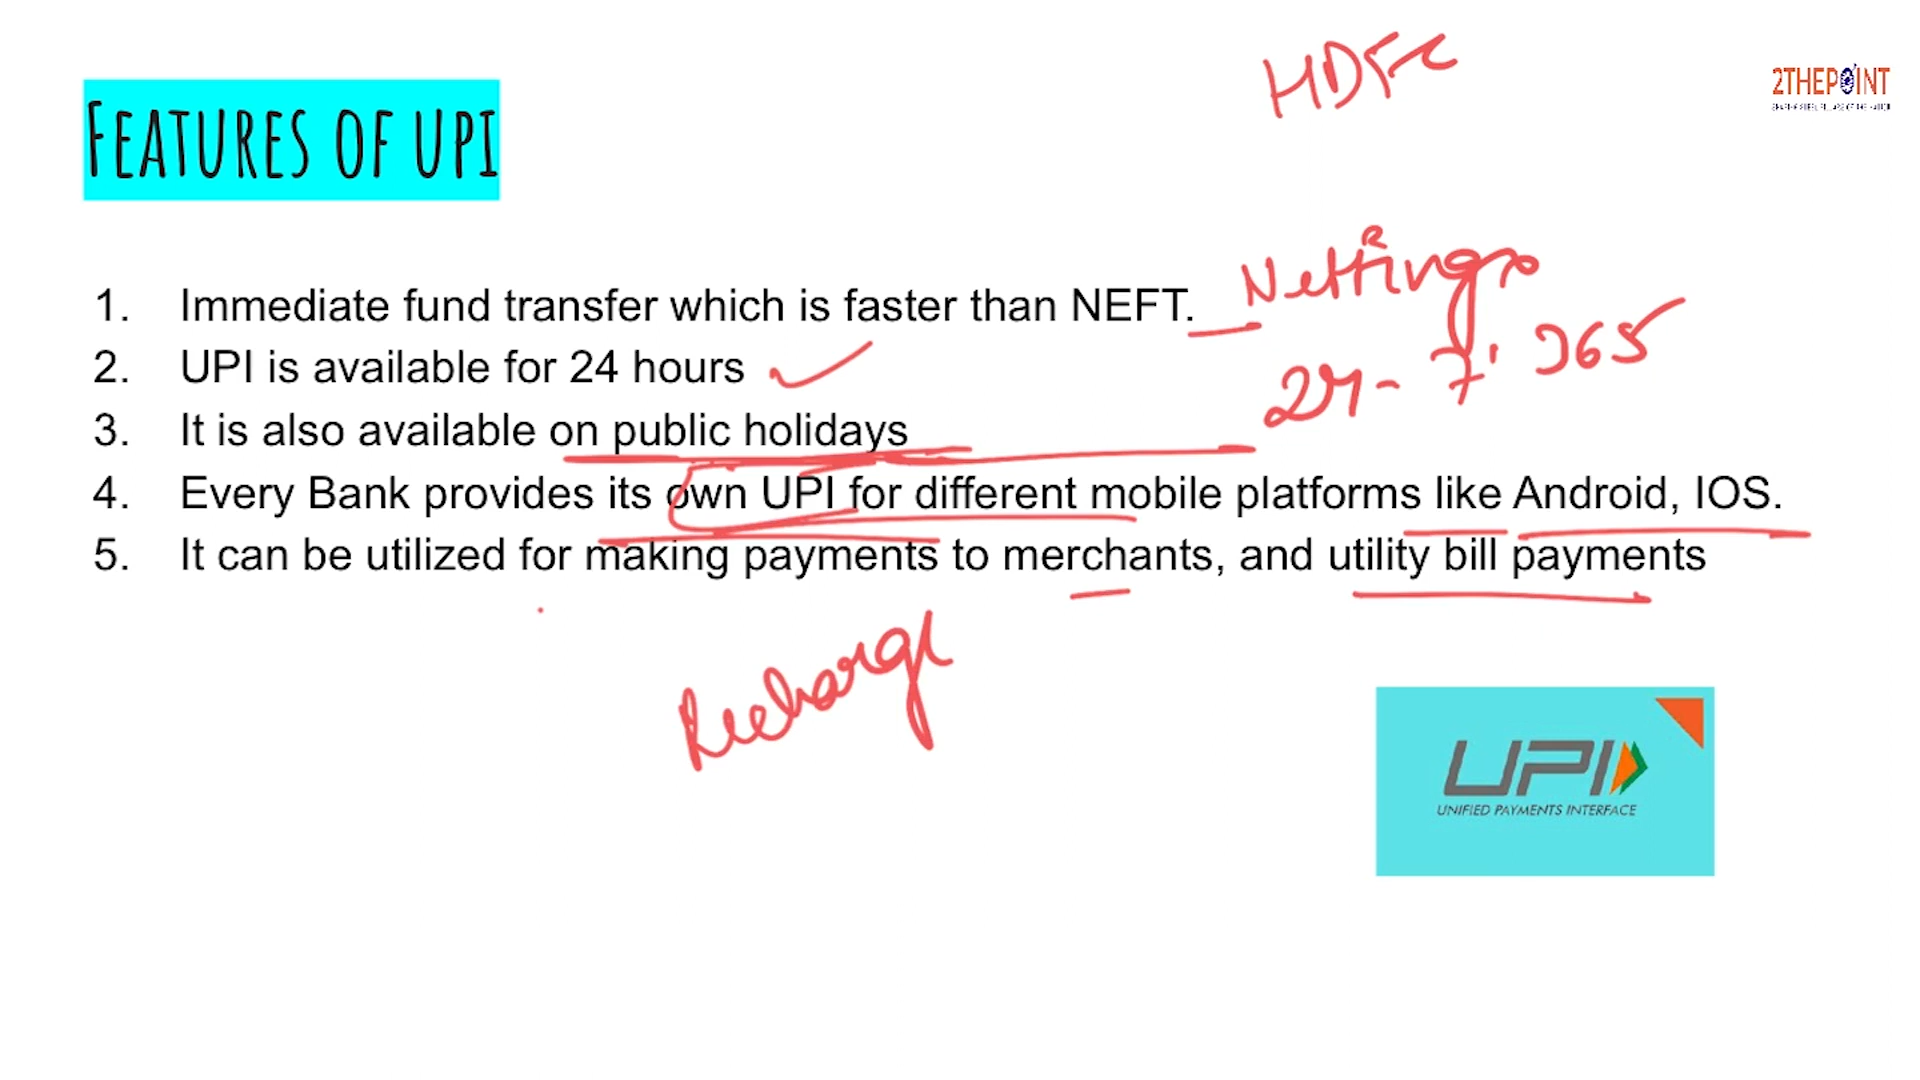 HDFC
2THEPOINT
FEATURES OF UPI
1. Immediate fund transfer which is faster than NEFT.
2. UPI is available for 24 hours
24-7' 365
3. It is also available on public holidays
4. Every Bank provides its own UPI for different mobile platforms like Android, IOS.
5. It can be utilized for making payments to merchants, and utility bill payments
Recharge
UPI
UNIFIED PAYMENTS INTERFACE